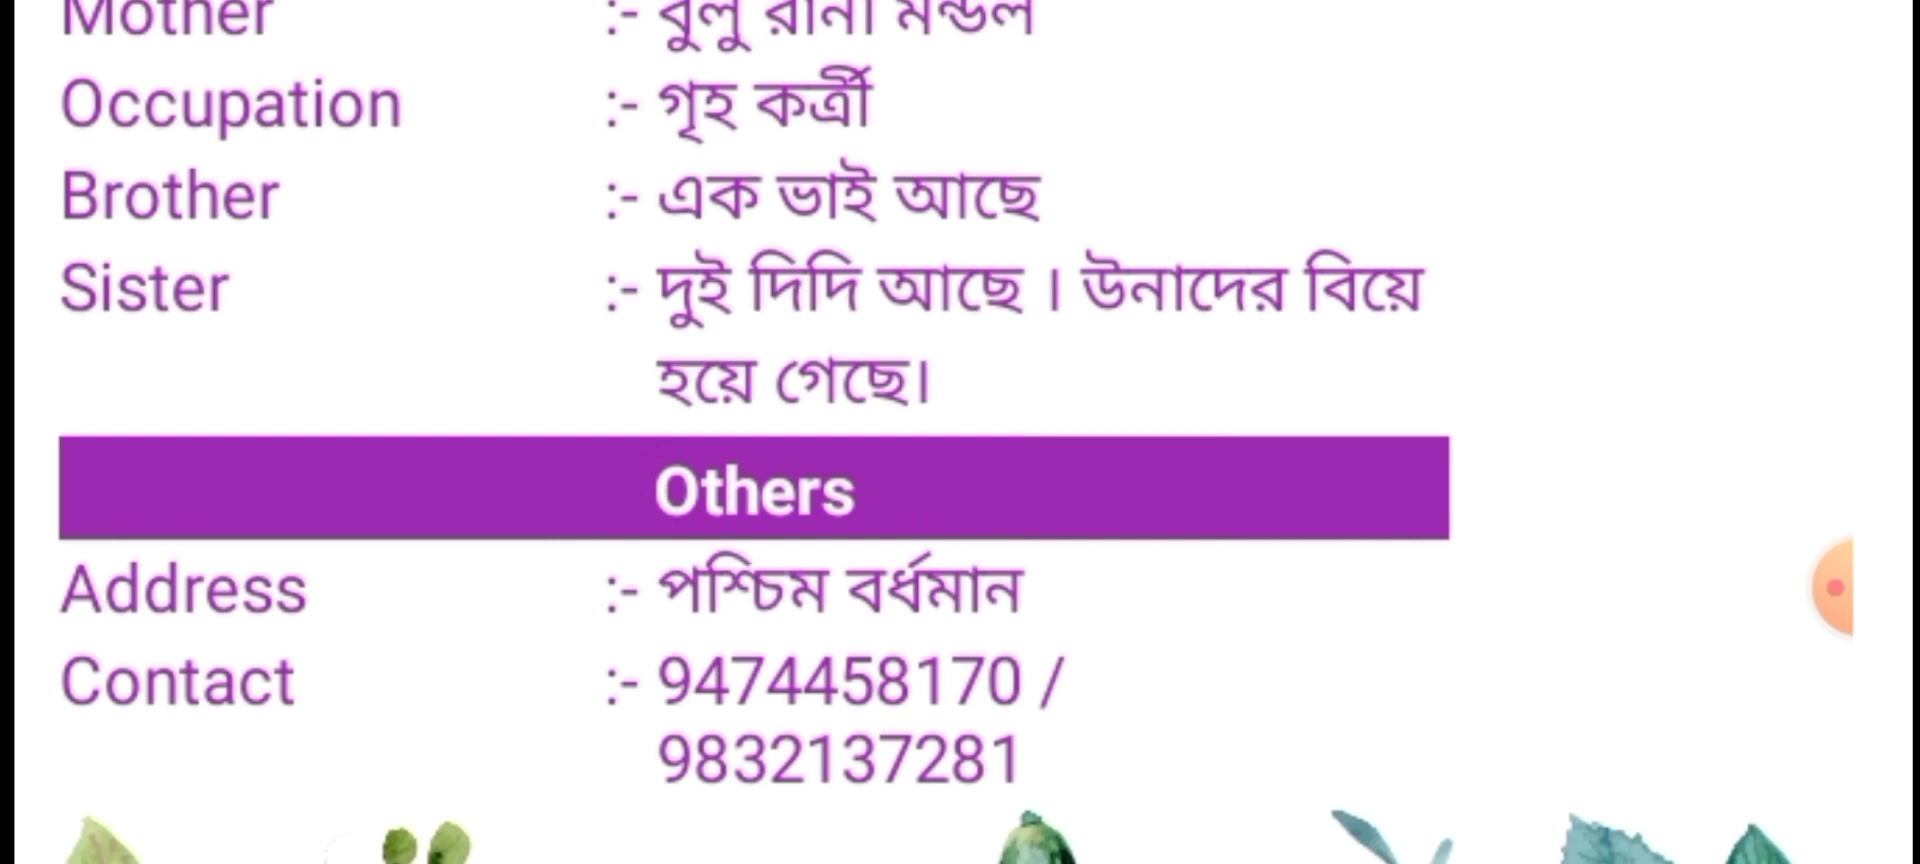 Mother :- বুলু রানী মন্ডল
Occupation :- গৃহ কর্ত্রী
Brother :- এক ভাই আছে
Sister :- দুই দিদি আছে । উনাদের বিয়ে
হয়ে গেছে।
Others
Address :- পশ্চিম বর্ধমান
Contact :- 9474458170 /
9832137281